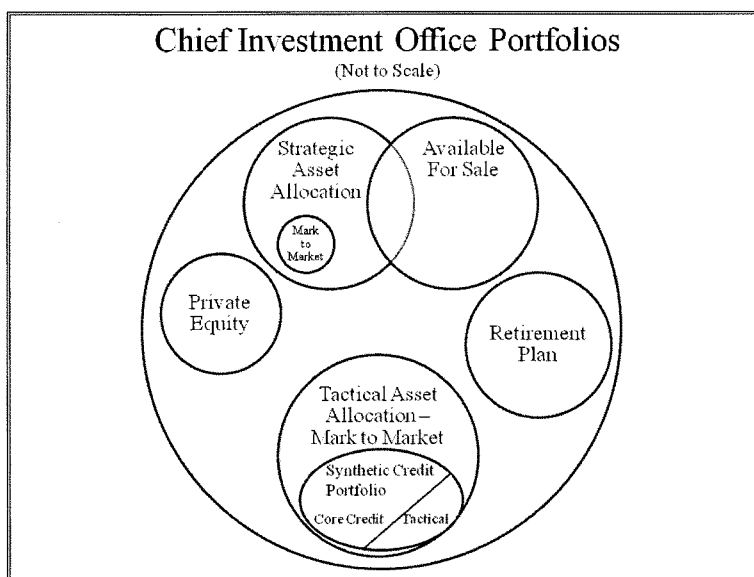 Chief Investment Office Portfolios
(Not to Scale)
Strategic
Asset
Allocation
Mark
to
Market
Available
For Sale
Private
Equity
Retirement
Plan
Tactical Asset
Allocation–
Mark to Market
Synthetic Credit
Portfolio
Core Credit
Tactical